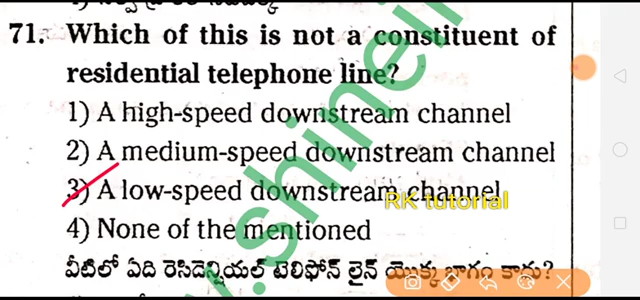 71. Which of this is not a constituent of
residential telephone line?
1) A high-speed downstream channel
2) A medium-speed downstream channel
3) A low-speed downstream channel
RK tutorial
4) None of the mentioned
వీటిలో ఏది రెసిడెన్షియల్ టెలిఫోన్ లైన్ యొక్క భాగం కాదు?